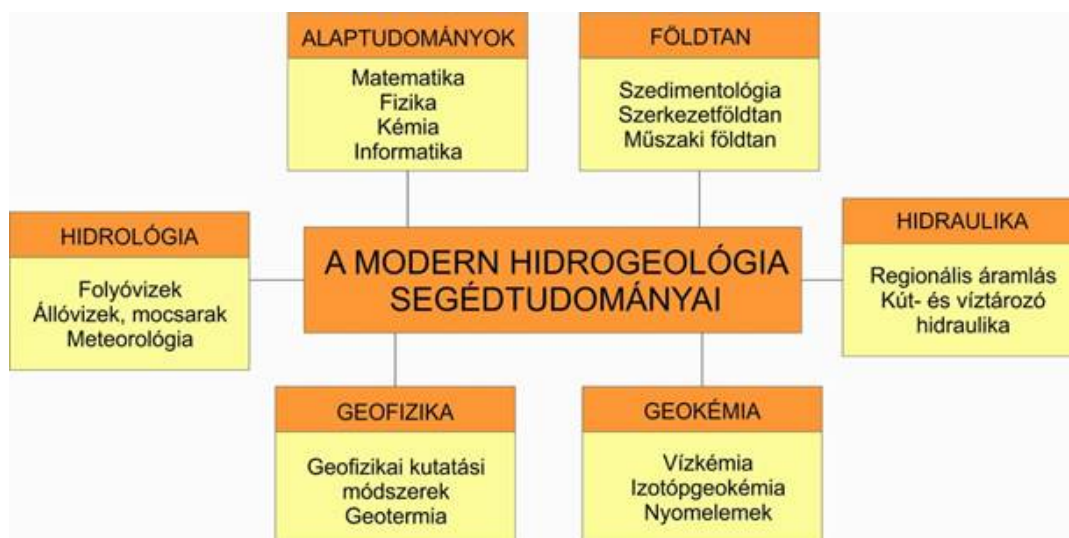 ALAPTUDOMÁNYOK
Matematika
Fizika
Kémia
Informatika
FÖLDTAN
Szedimentológia
Szerkezetföldtan
Műszaki földtan
HIDROLÓGIA
Folyóvizek
Állóvizek, mocsarak
Meteorológia
A MODERN HIDROGEOLÓGIA
SEGÉDTUDOMÁNYAI
HIDRAULIKA
Regionális áramlás
Kút- és víztározó
hidraulika
GEOFIZIKA
Geofizikai kutatási
módszerek
Geotermia
GEOKÉMIA
Vízkémia
Izotópgeokémia
Nyomelemek